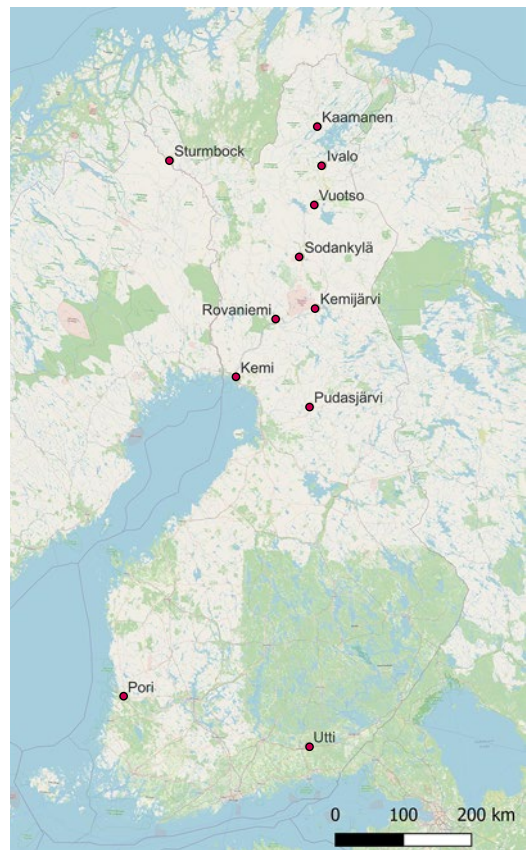 Kaamanen
Sturmbock
Ivalo
Vuotso
Sodankylä
Rovaniemi
Kemijärvi
Kemi
Pudasjärvi
Pori
Utti
0 100 200 km